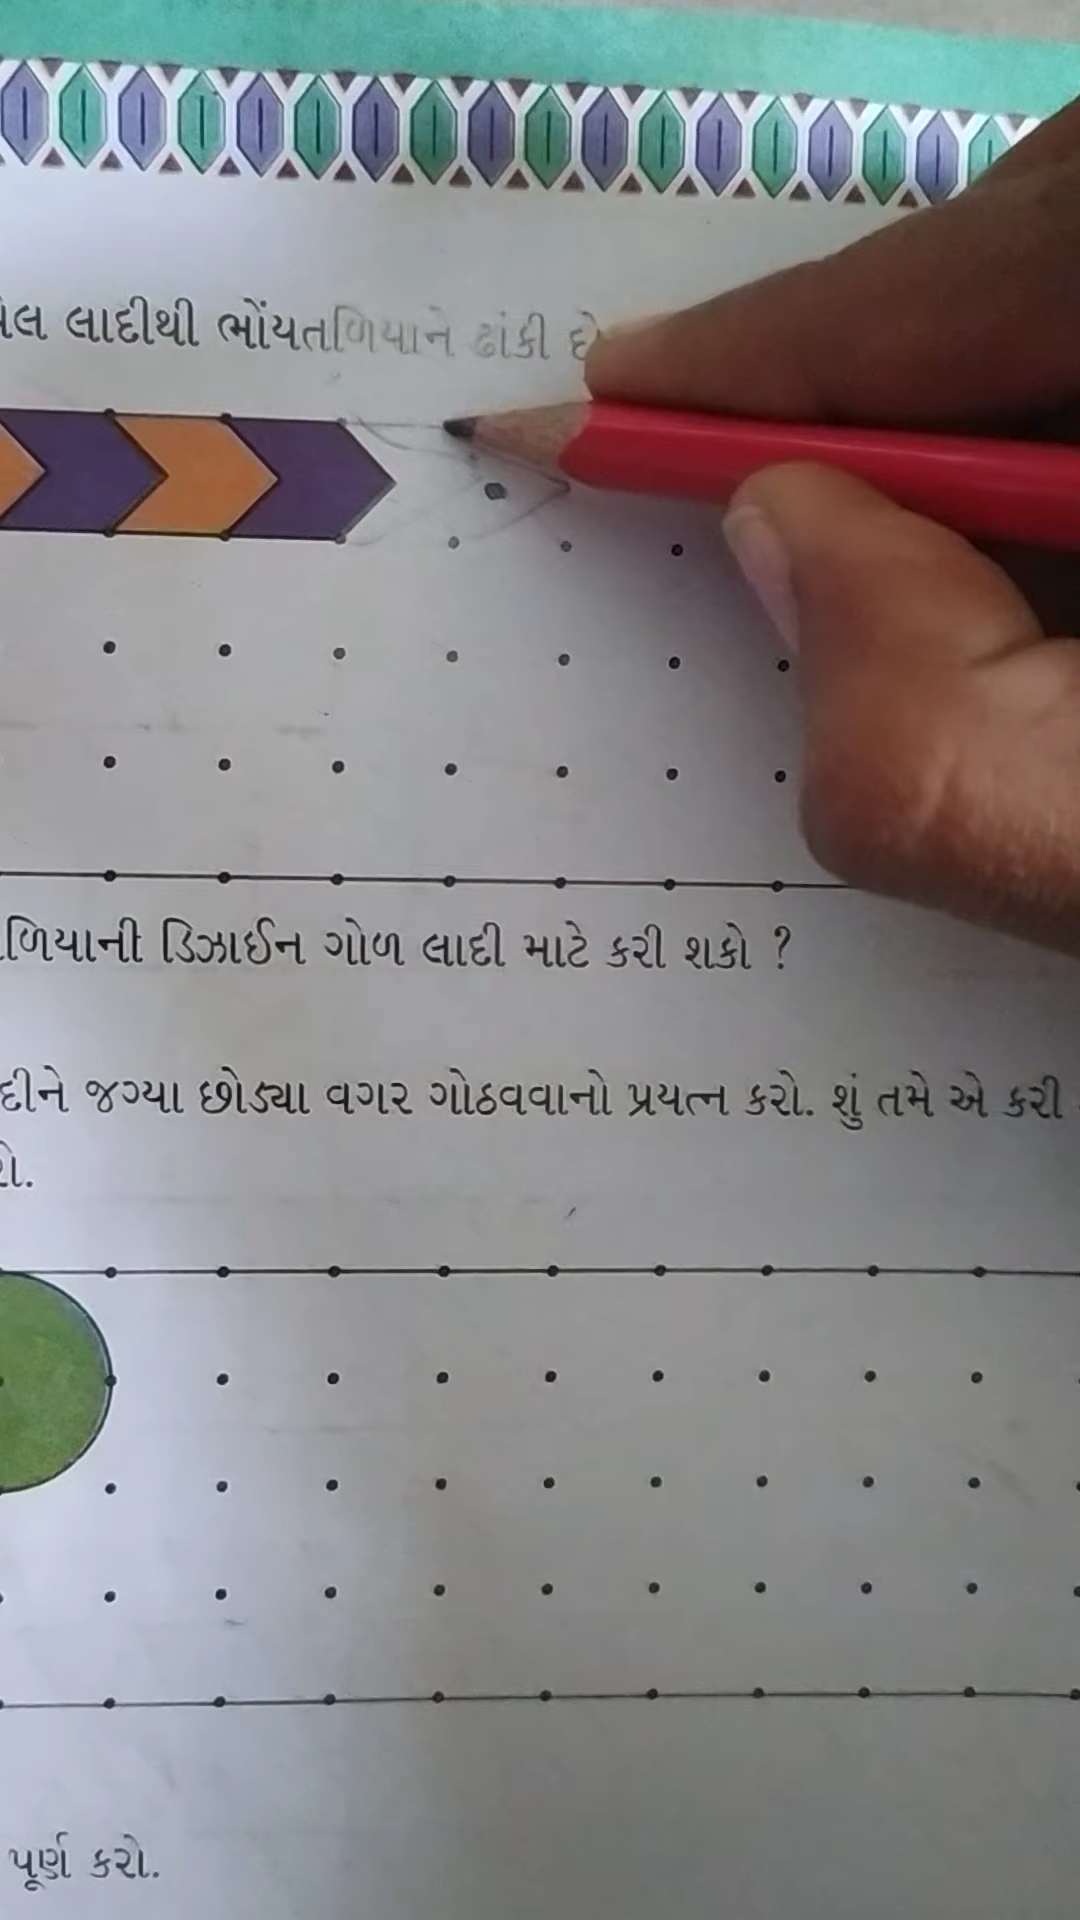 લાદીથી ભોંયતળિયાને ઢાંકી
ડિઝાઈન ગોળ લાદી માટે કરી શકો ?
જગ્યા છોડ્યા વગર ગોઠવવાનો પ્રયત્ન કરો. શું તમે એ કરી
પૂર્ણ કરો.